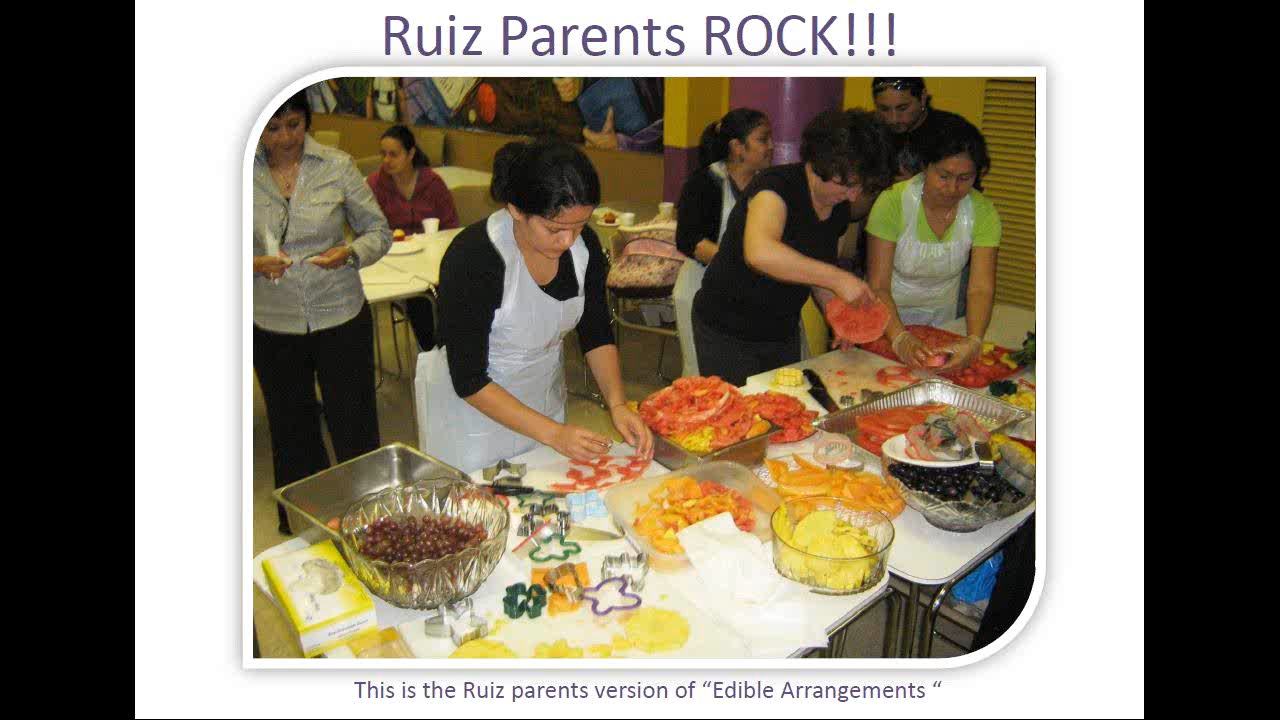 Ruiz Parents ROCK!!!
This is the Ruiz parents version of “Edible Arrangements “